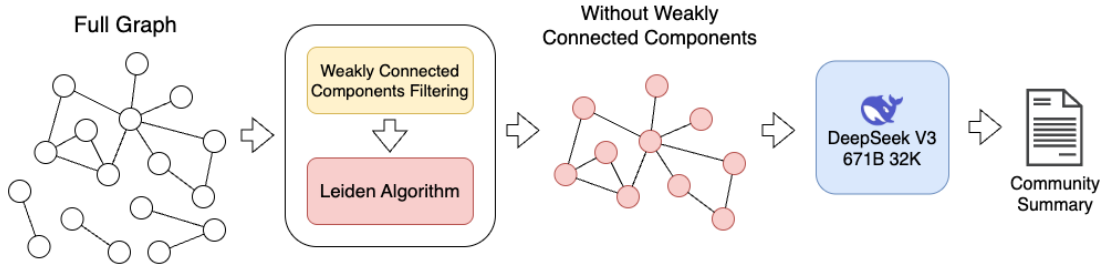 Full Graph
Weakly Connected
Components Filtering
Leiden Algorithm
Without Weakly
Connected Components
DeepSeek V3
671B 32K
Community
Summary